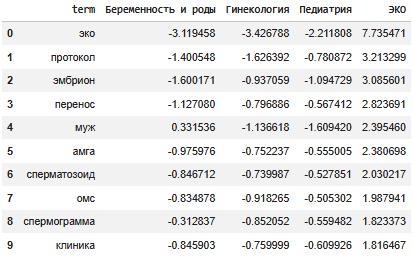 term Беременность и роды Гинекология Педиатрия ЭКО
0 эко -3.119458 -3.426788 -2.211808 7.735471
1 протокол -1.400548 -1.626392 -0.780872 3.213299
2 эмбрион -1.600171 -0.937059 -1.094729 3.085601
3 перенос -1.127080 -0.796886 -0.567412 2.823691
4 муж 0.331536 -1.136618 -1.609420 2.395460
5 амга -0.975976 -0.752237 -0.555005 2.380698
6 сперматозоид -0.846712 -0.739987 -0.527851 2.030217
7 омс -0.834878 -0.918265 -0.505302 1.987941
8 спермограмма -0.312837 -0.852052 -0.559482 1.823373
9 клиника -0.845903 -0.759999 -0.609926 1.816467